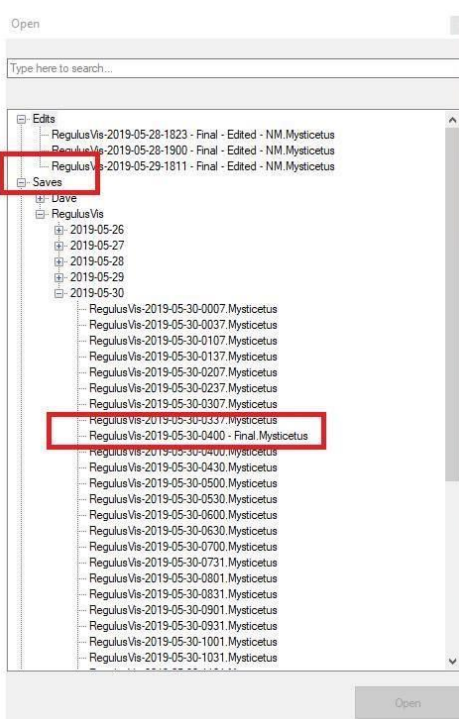 Open
Type here to search...
Edits
RegulusVis-2019-05-28-1823 - Final - Edited - NM.Mysticetus
RegulusVis-2019-05-28-1900 - Final - Edited - NM.Mysticetus
RegulusVis-2019-05-29-1811 - Final - Edited - NM.Mysticetus
Saves
Dave
RegulusVis
2019-05-26
2019-05-27
2019-05-28
2019-05-29
2019-05-30
RegulusVis-2019-05-30-0007.Mysticetus
RegulusVis-2019-05-30-0037.Mysticetus
RegulusVis-2019-05-30-0107.Mysticetus
RegulusVis-2019-05-30-0137.Mysticetus
RegulusVis-2019-05-30-0207.Mysticetus
RegulusVis-2019-05-30-0237.Mysticetus
RegulusVis-2019-05-30-0307.Mysticetus
RegulusVis-2019-05-30-0337.Mysticetus
RegulusVis-2019-05-30-0400 - Final.Mysticetus
RegulusVis-2019-05-30-0400.Mysticetus
RegulusVis-2019-05-30-0430.Mysticetus
RegulusVis-2019-05-30-0500.Mysticetus
RegulusVis-2019-05-30-0530.Mysticetus
RegulusVis-2019-05-30-0600.Mysticetus
RegulusVis-2019-05-30-0630.Mysticetus
RegulusVis-2019-05-30-0700.Mysticetus
RegulusVis-2019-05-30-0731.Mysticetus
RegulusVis-2019-05-30-0801.Mysticetus
RegulusVis-2019-05-30-0831.Mysticetus
RegulusVis-2019-05-30-0901.Mysticetus
RegulusVis-2019-05-30-0931.Mysticetus
RegulusVis-2019-05-30-1001.Mysticetus
RegulusVis-2019-05-30-1031.Mysticetus
Open